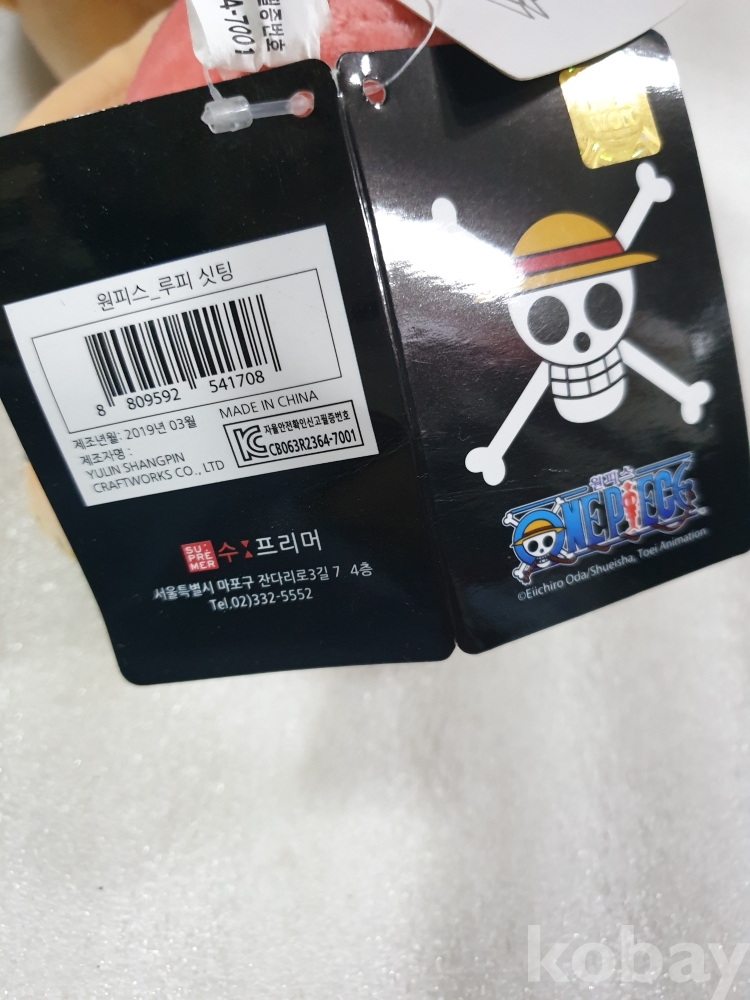 4-7001
원피스_루피 싯팅
8 809592 541708
MADE IN CHINA
제조년월: 2019년 03월
제조자명 :
YULIN SHANGPIN
CRAFTWORKS CO., LTD
자율안전확인신고필증번호
CB063R2364-7001
SU·
PRE
MER
수:프리머
서울특별시 마포구 잔다리로3길 7 4층
Tel.02)332-5552
원피스
ONE PIECE
©Eiichiro Oda/Shueisha, Toei Animation
kobay